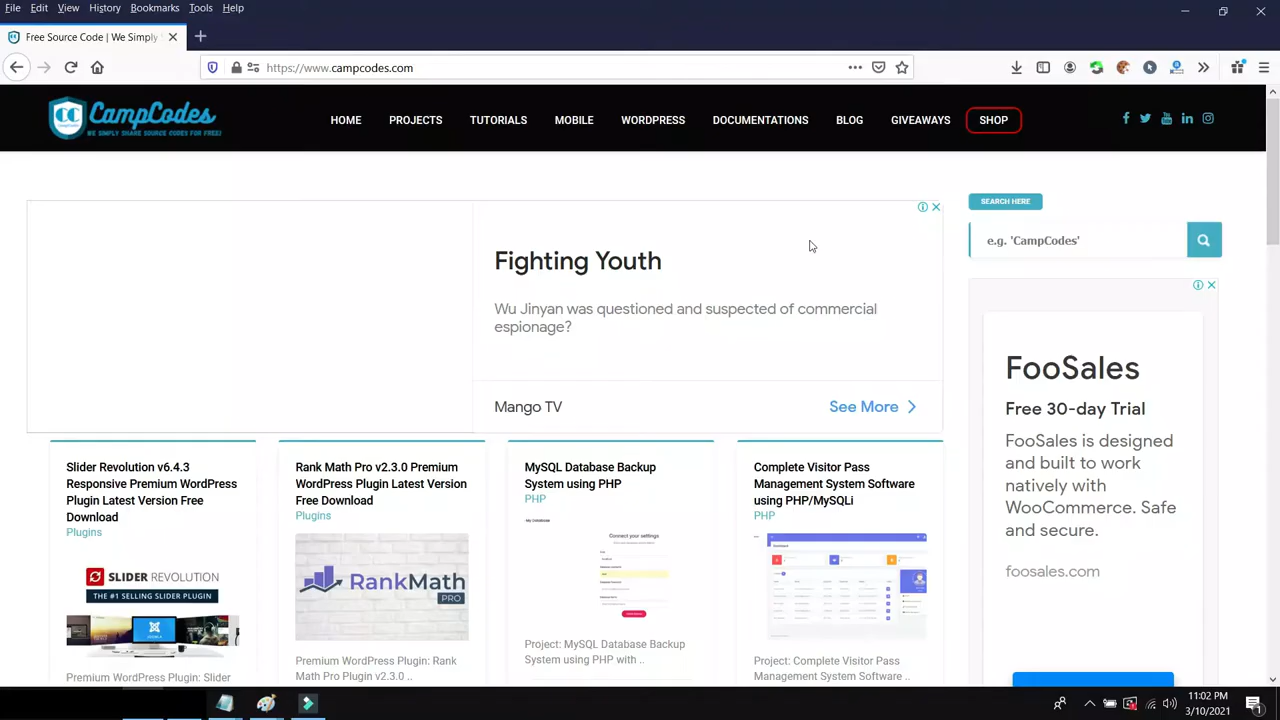 File Edit View History Bookmarks Tools Help
Free Source Code | We Simply
https://www.campcodes.com
CampCodes
WE SIMPLY SHARE SOURCE CODES FOR FREE!
HOME PROJECTS TUTORIALS MOBILE WORDPRESS DOCUMENTATIONS BLOG GIVEAWAYS SHOP
SEARCH HERE
e.g. 'CampCodes'
Fighting Youth
Wu Jinyan was questioned and suspected of commercial
espionage?
Mango TV
See More
FooSales
Free 30-day Trial
FooSales is designed
and built to work
natively with
WooCommerce. Safe
and secure.
foosales.com
Slider Revolution v6.4.3
Responsive Premium WordPress
Plugin Latest Version Free
Download
Plugins
SLIDER REVOLUTION
THE #1 SELLING SLIDER PLUGIN
Premium WordPress Plugin: Slider
Rank Math Pro v2.3.0 Premium
WordPress Plugin Latest Version
Free Download
Plugins
RankMath
PRO
Premium WordPress Plugin: Rank
Math Pro Plugin v2.3.0 ..
MySQL Database Backup
System using PHP
PHP
Connect your settings
Project: MySQL Database Backup
System using PHP with ..
Complete Visitor Pass
Management System Software
using PHP/MySQLi
PHP
Project: Complete Visitor Pass
Management System Software ..
11:02 PM
3/10/2021